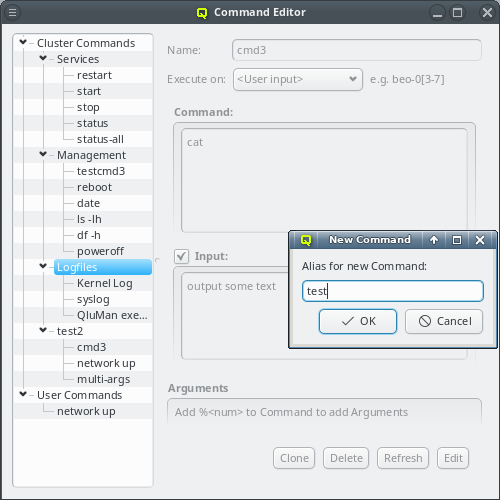 Command Editor
Cluster Commands
Services
restart
start
stop
status
status-all
Management
testcmd3
reboot
date
ls -lh
df -h
poweroff
Logfiles
Kernel Log
syslog
QluMan exe...
test2
cmd3
network up
multi-args
User Commands
network up
Name: cmd3
Execute on: <User input> e.g. beo-0[3-7]
Command:
cat
Input:
output some text
Arguments
Add %<num> to Command to add Arguments
Clone Delete Refresh Edit
New Command
Alias for new Command:
test
OK Cancel